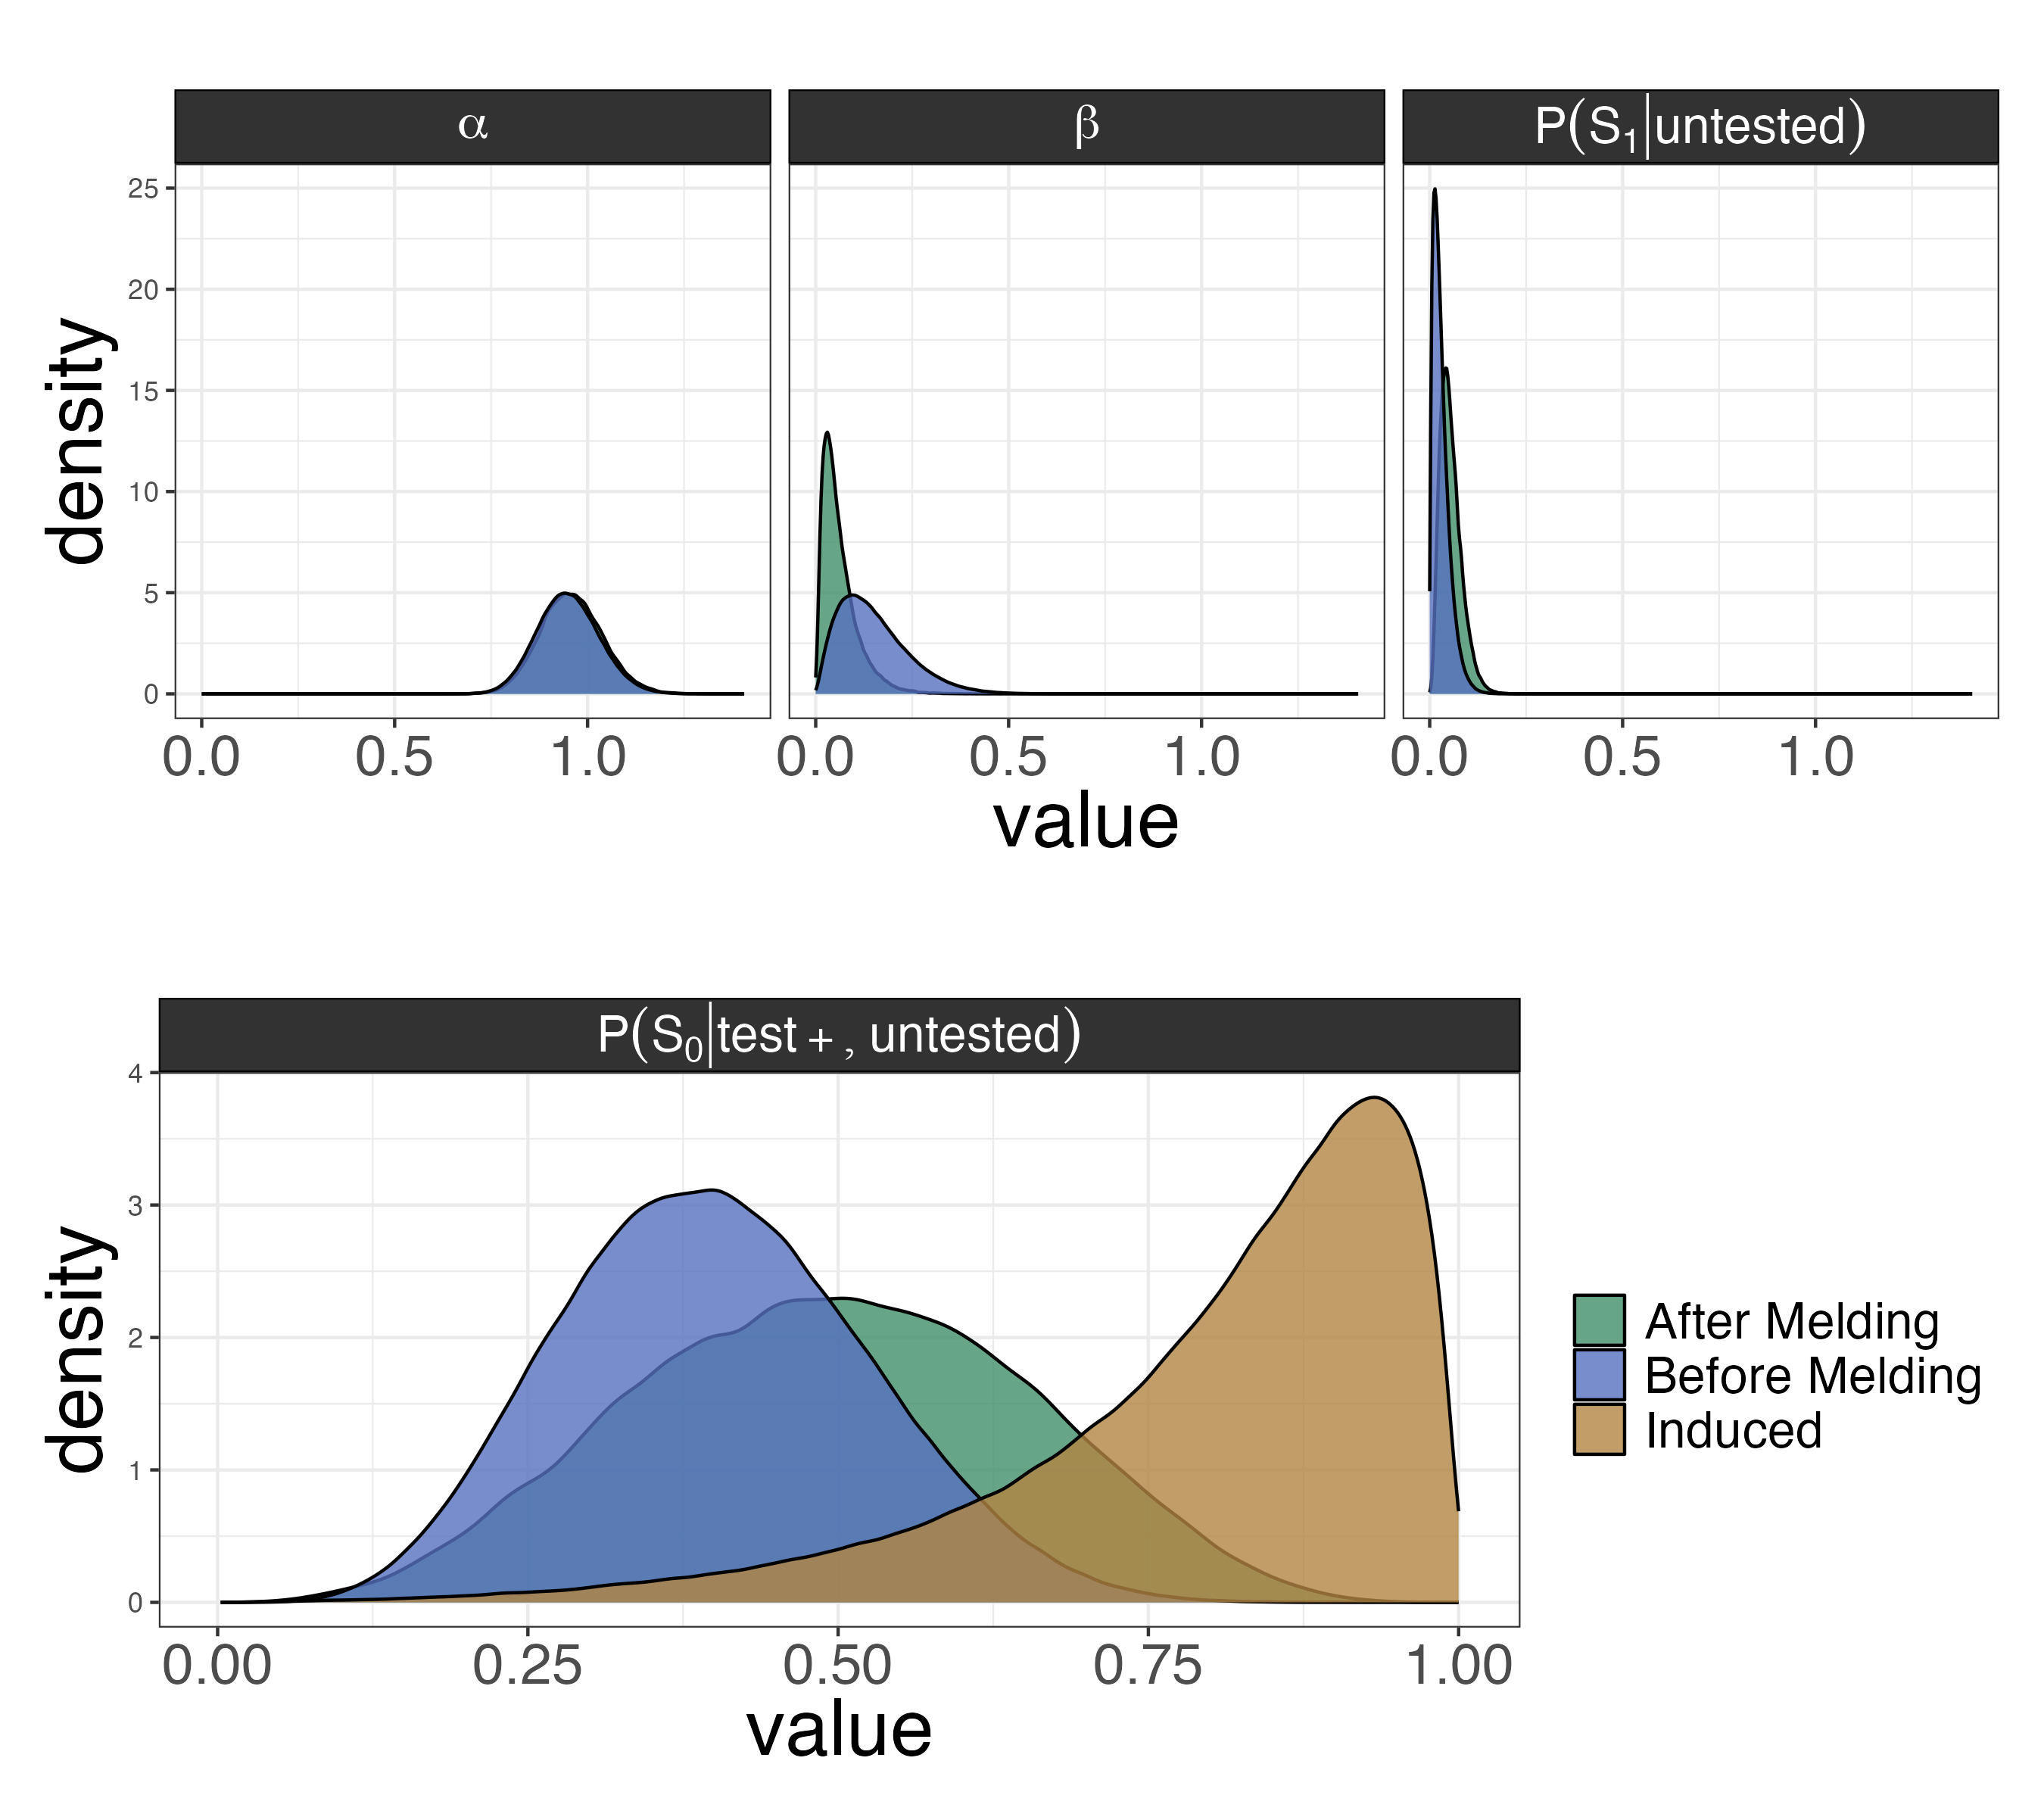 α β P(S₁|untested)
25
20
15
10
5
0
density
0.0 0.5 1.0 0.0 0.5 1.0 0.0 0.5 1.0
value
P(S₀|test +, untested)
4
3
2
1
0
density
0.00 0.25 0.50 0.75 1.00
value
After Melding
Before Melding
Induced